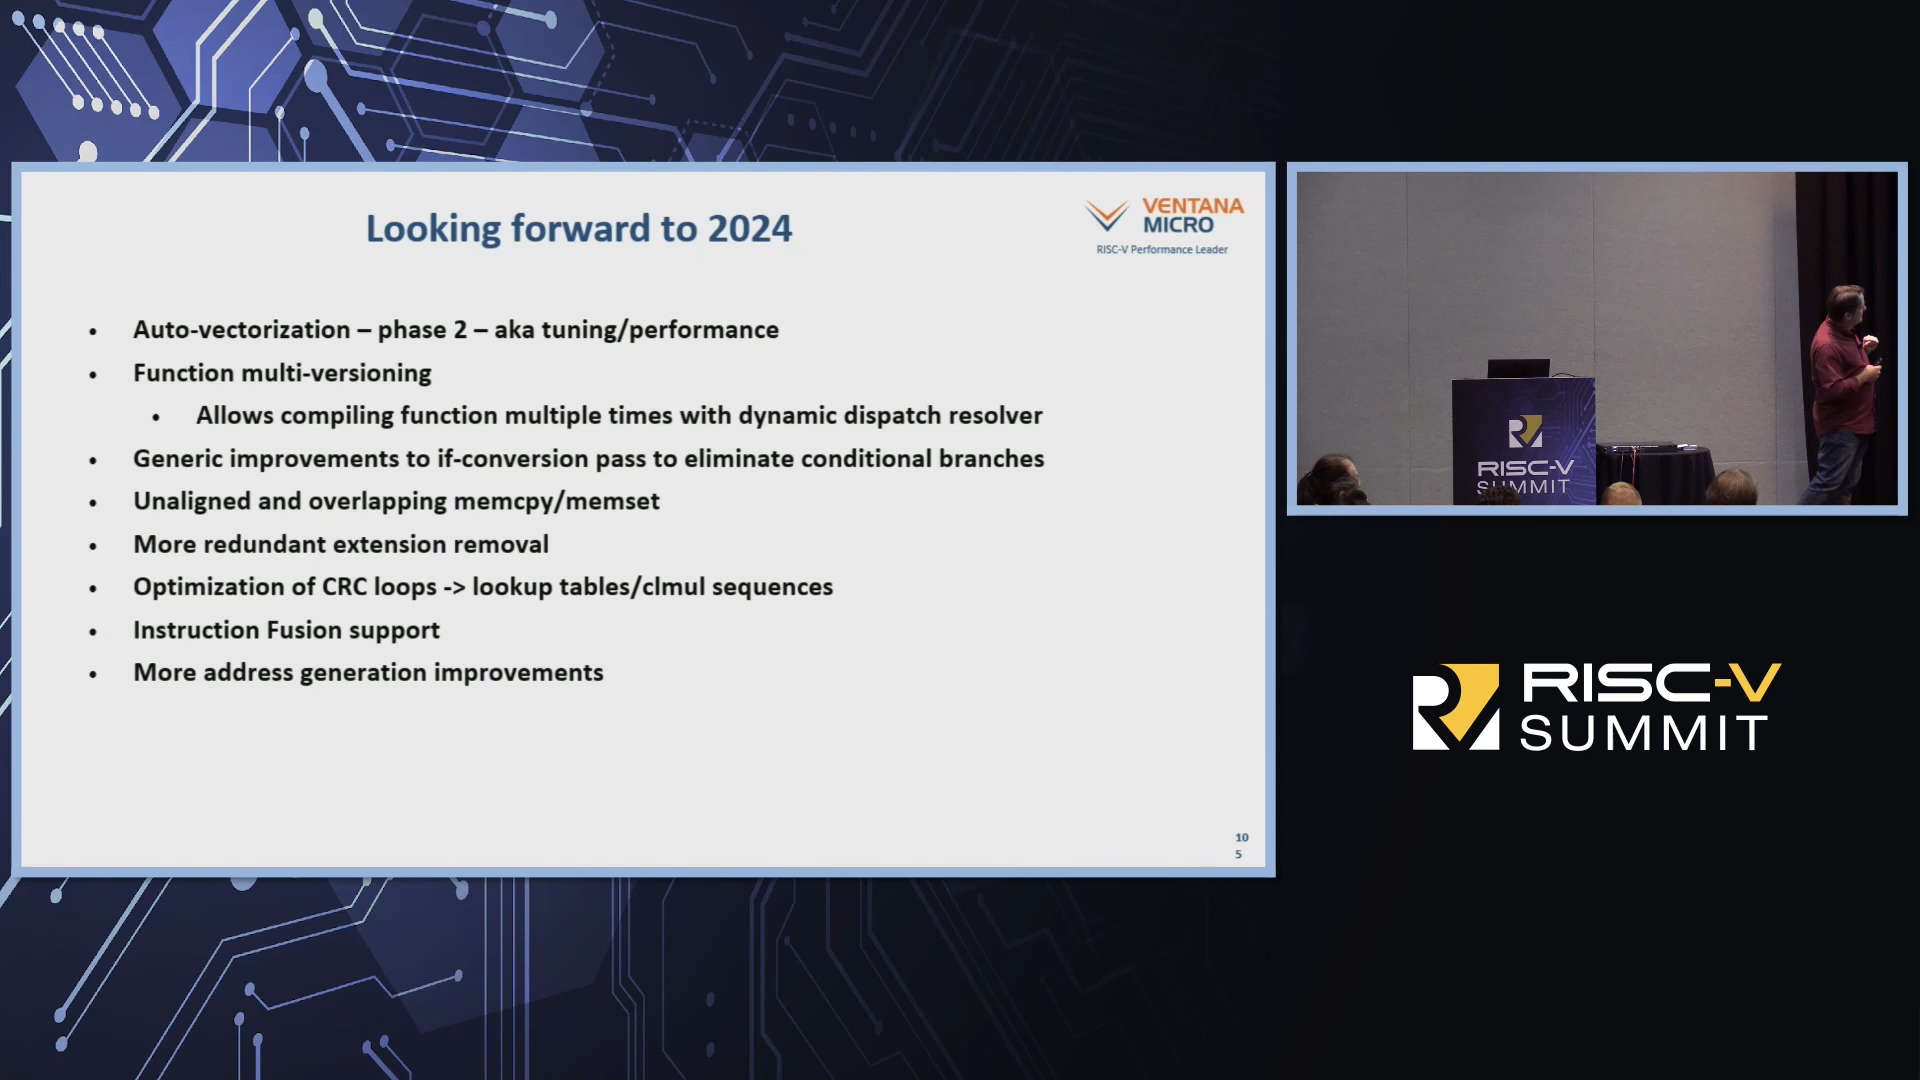 Looking forward to 2024
VENTANA
MICRO
RISC-V Performance Leader
• Auto-vectorization – phase 2 – aka tuning/performance
• Function multi-versioning
• Allows compiling function multiple times with dynamic dispatch resolver
• Generic improvements to if-conversion pass to eliminate conditional branches
• Unaligned and overlapping memcpy/memset
• More redundant extension removal
• Optimization of CRC loops -> lookup tables/clmul sequences
• Instruction Fusion support
• More address generation improvements
10
5
RISC-V
SUMMIT
RISC-V
SUMMIT